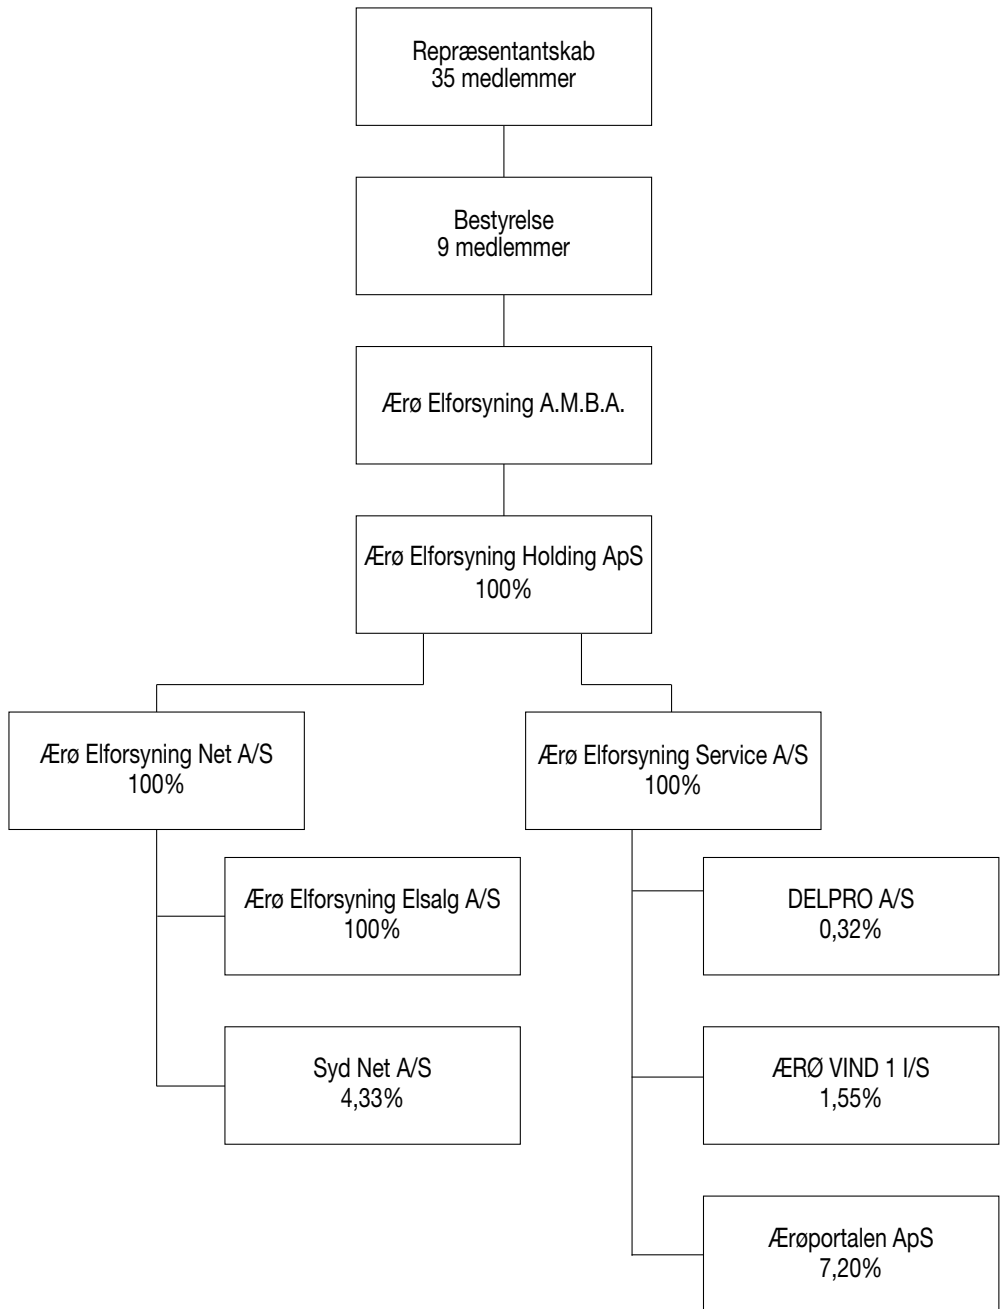 Repræsentantskab
35 medlemmer
Bestyrelse
9 medlemmer
Ærø Elforsyning A.M.B.A.
Ærø Elforsyning Holding ApS
100%
Ærø Elforsyning Net A/S
100%
Ærø Elforsyning Service A/S
100%
Ærø Elforsyning Elsalg A/S
100%
DELPRO A/S
0,32%
Syd Net A/S
4,33%
ÆRØ VIND 1 I/S
1,55%
Ærøportalen ApS
7,20%